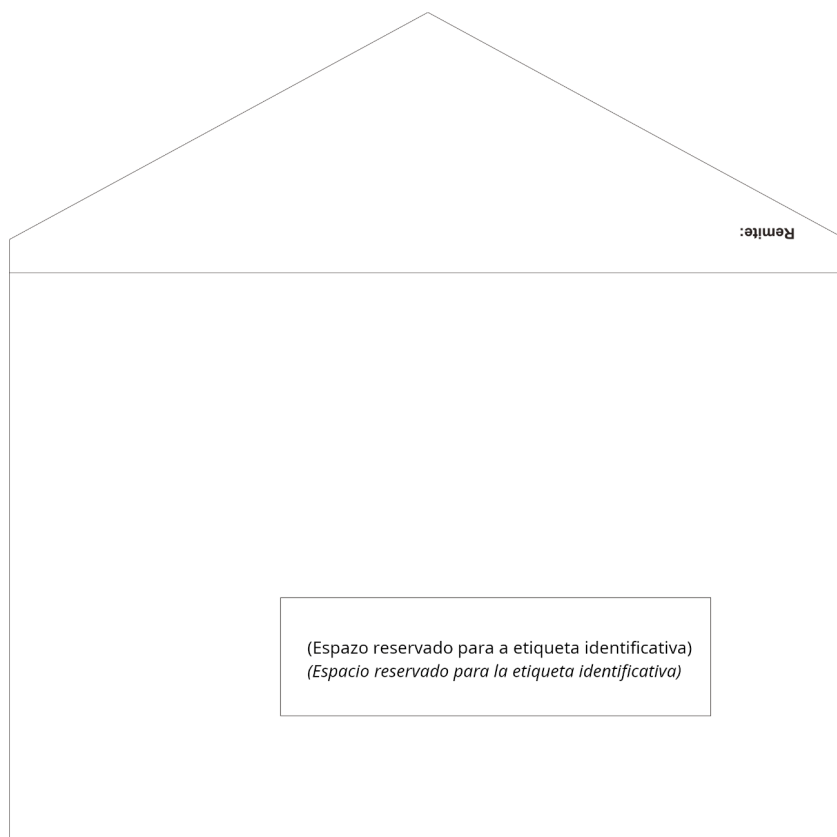 Remite:
(Espazo reservado para a etiqueta identificativa)
(Espacio reservado para la etiqueta identificativa)